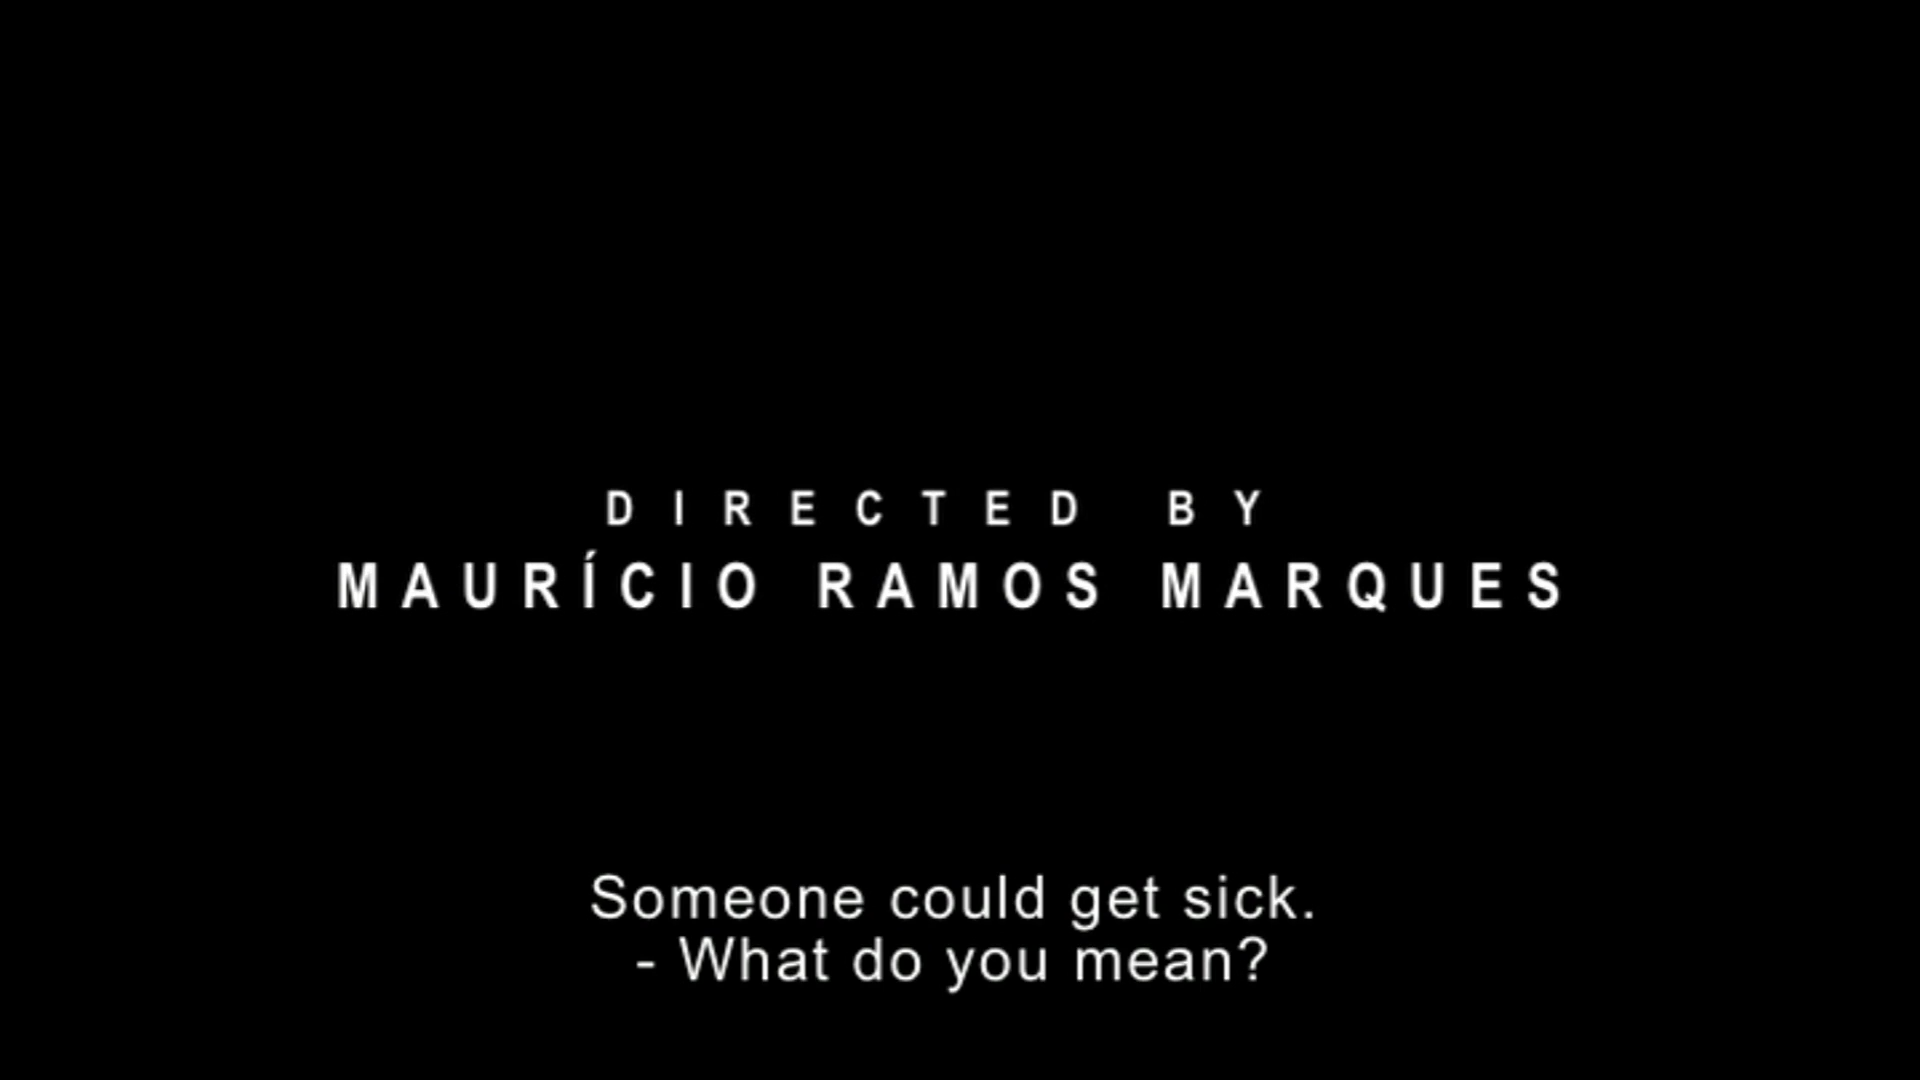 DIRECTED BY
MAURÍCIO RAMOS MARQUES
Someone could get sick.
- What do you mean?